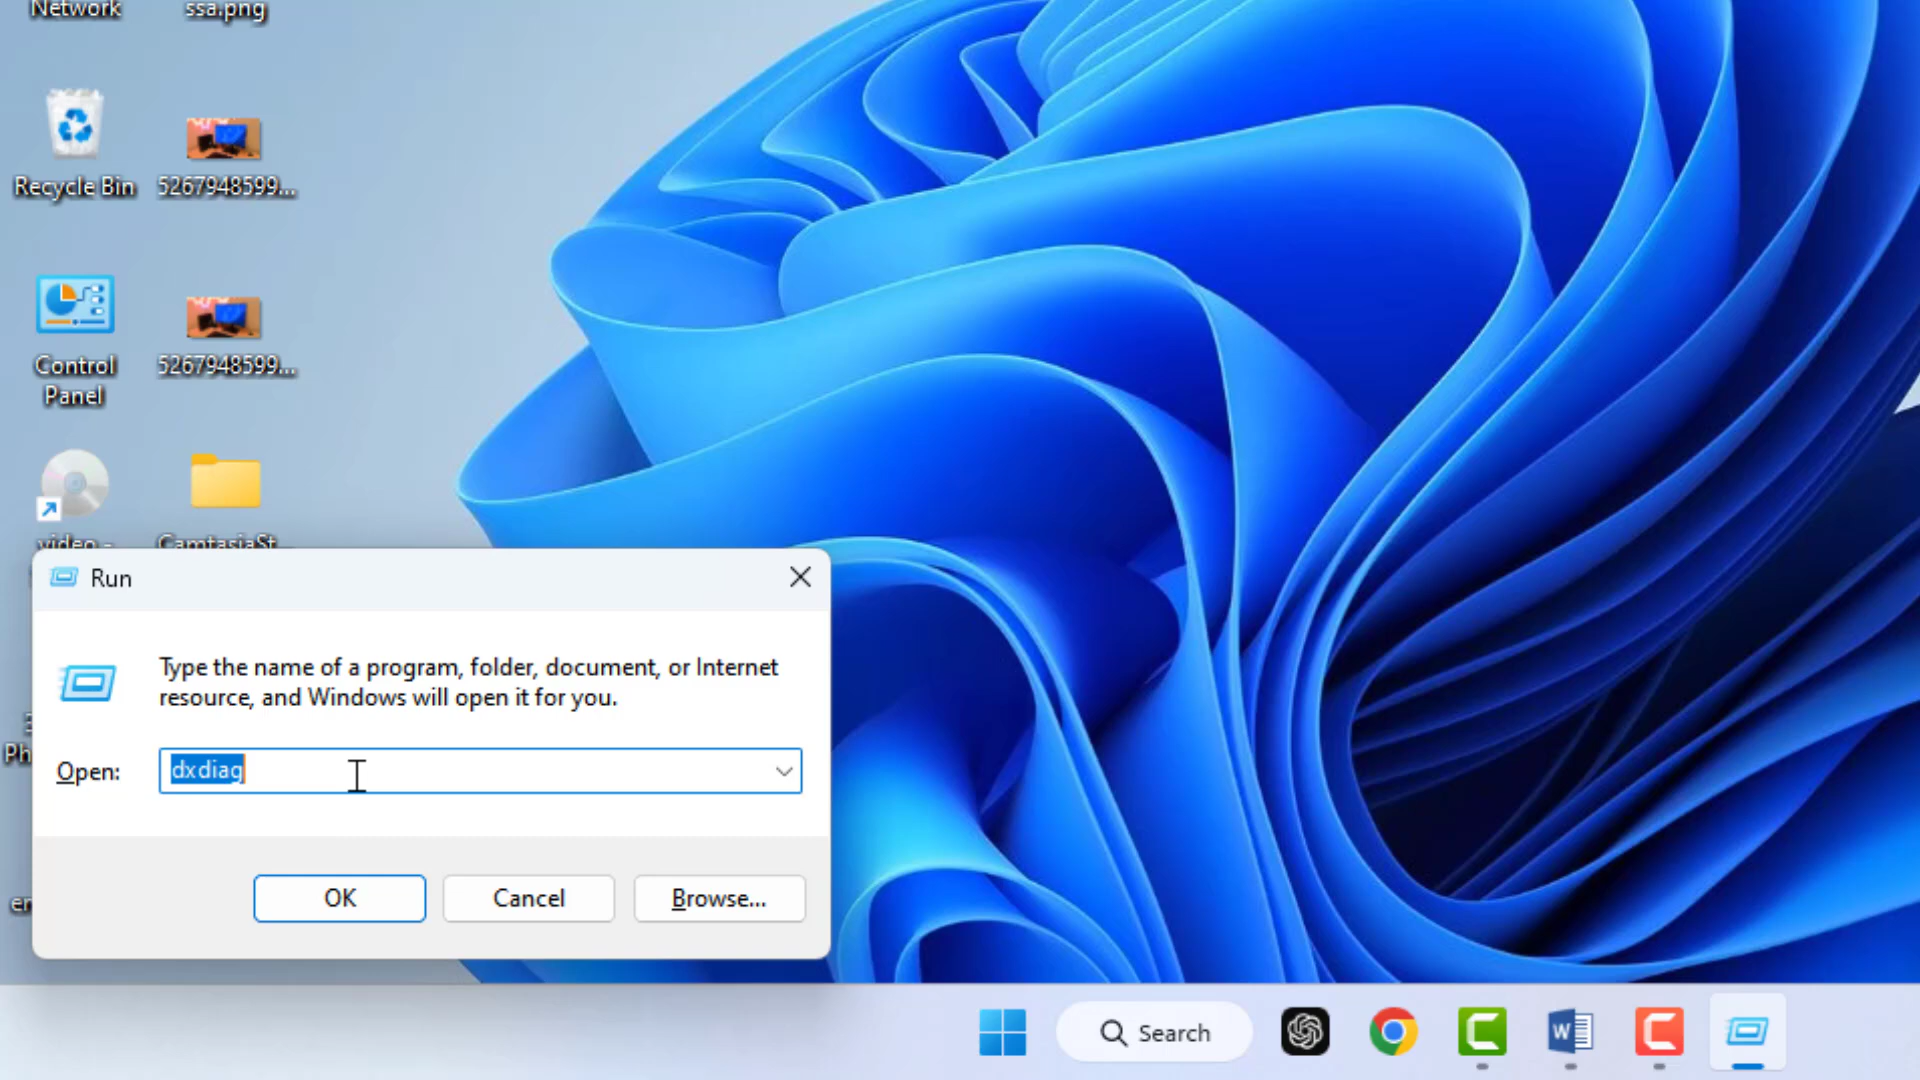 Network
ssa.png
Recycle Bin
5267948599...
Control
Panel
5267948599...
video -
CamtasiaSt...
Run
Type the name of a program, folder, document, or Internet
resource, and Windows will open it for you.
Open:
dxdiag
OK
Cancel
Browse...
Search
W